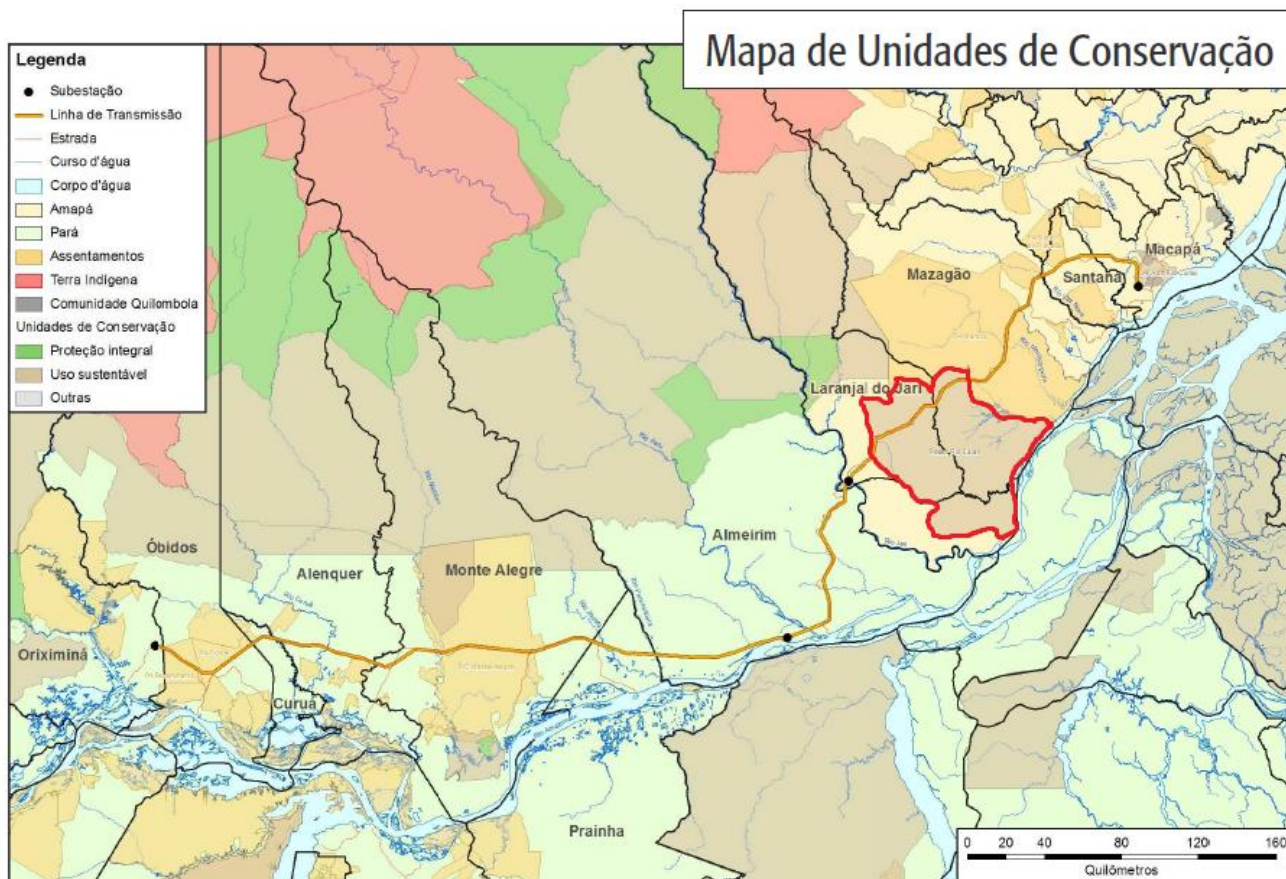 Mapa de Unidades de Conservação
Legenda
Subestação
Linha de Transmissão
Estrada
Curso d'água
Corpo d'água
Amapá
Pará
Assentamentos
Terra Indígena
Comunidade Quilombola
Unidades de Conservação
Proteção integral
Uso sustentável
Outras
Macapá
Mazagão
Santana
Laranjal do Jari
Almeirim
Óbidos
Alenquer
Monte Alegre
Oriximiná
Curuá
Prainha
Rio Jari
0 20 40 80 120 160
Quilômetros